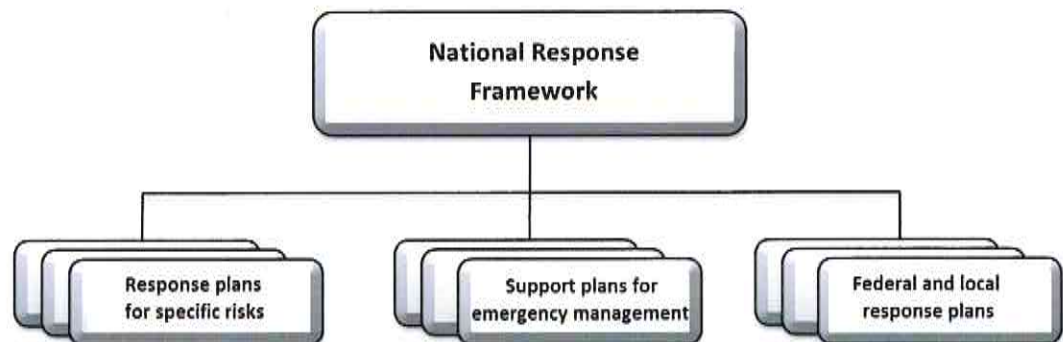 National Response
Framework
Response plans
for specific risks
Support plans for
emergency management
Federal and local
response plans